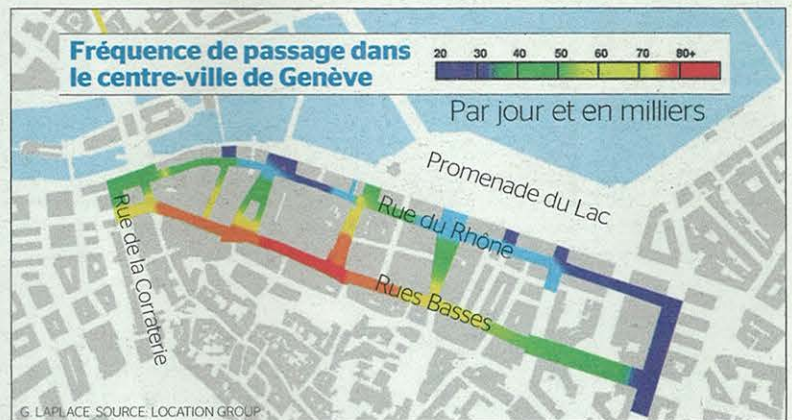 Fréquence de passage dans
le centre-ville de Genève
20 30 40 50 60 70 80+
Par jour et en milliers
Promenade du Lac
Rue du Rhône
Rue de la Corraterie
Rues Basses
G. LAPLACE. SOURCE: LOCATION GROUP